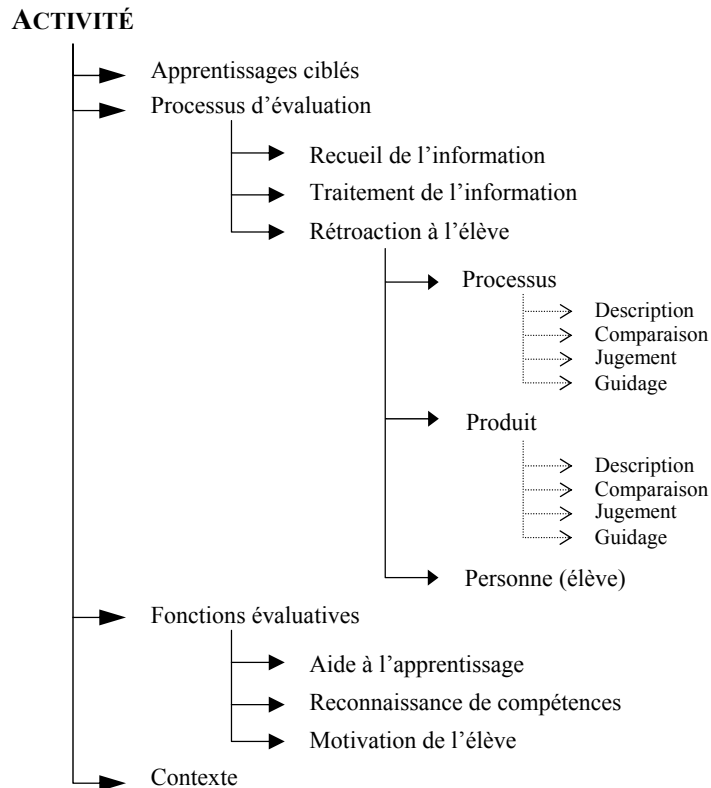 ACTIVITÉ
Apprentissages ciblés
Processus d’évaluation
Recueil de l’information
Traitement de l’information
Rétroaction à l’élève
Processus
Description
Comparaison
Jugement
Guidage
Produit
Description
Comparaison
Jugement
Guidage
Personne (élève)
Fonctions évaluatives
Aide à l’apprentissage
Reconnaissance de compétences
Motivation de l’élève
Contexte